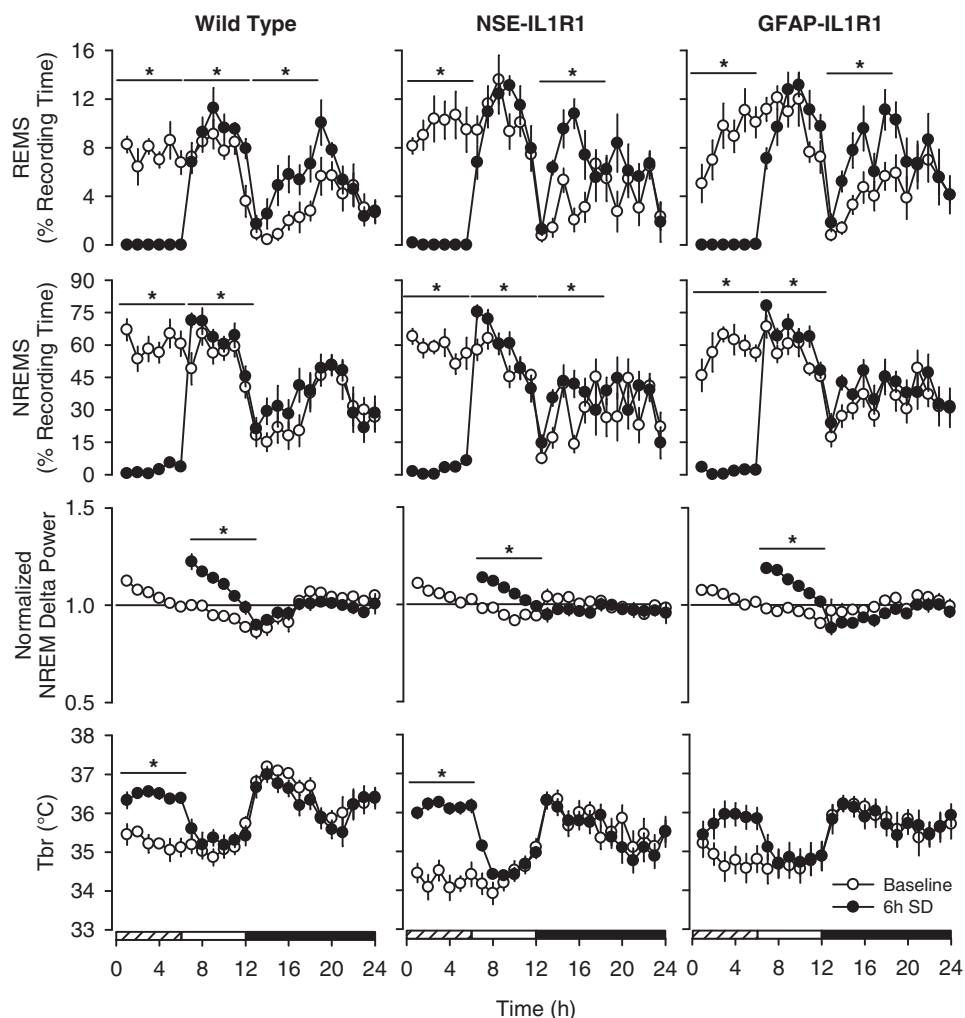 Wild Type
NSE-IL1R1
GFAP-IL1R1
REMS
(% Recording Time)
16
12
8
4
0
*
*
*
*
*
*
*
NREMS
(% Recording Time)
90
75
60
45
30
15
0
*
*
*
*
*
*
*
Normalized
NREM Delta Power
1.5
1.0
0.5
*
*
*
Tbr (°C)
38
37
36
35
34
33
*
*
Baseline
6h SD
0 4 8 12 16 20 24
0 4 8 12 16 20 24
0 4 8 12 16 20 24
Time (h)